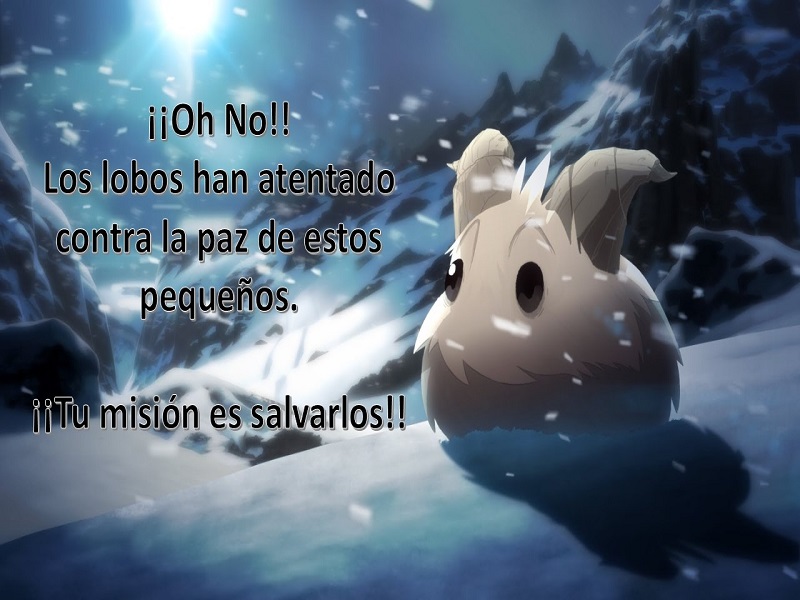 ¡¡Oh No!!
Los lobos han atentado
contra la paz de estos
pequeños.
¡¡Tu misión es salvarlos!!